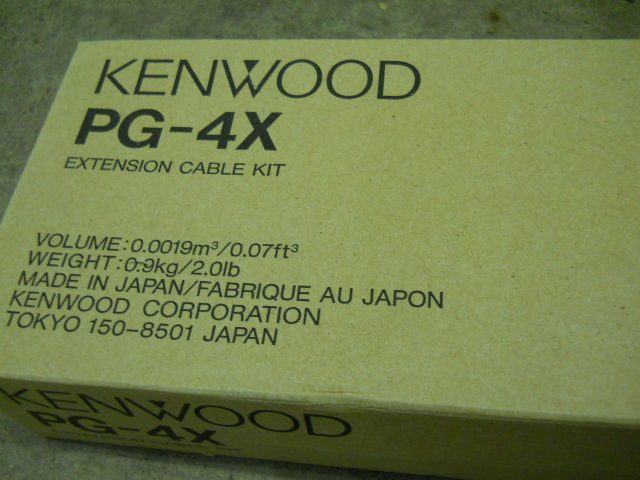 KENWOOD
PG-4X
EXTENSION CABLE KIT
VOLUME:0.0019m³/0.07ft³
WEIGHT:0.9kg/2.0lb
MADE IN JAPAN/FABRIQUE AU JAPON
KENWOOD CORPORATION
TOKYO 150-8501 JAPAN
KENWOOD
PG-4X